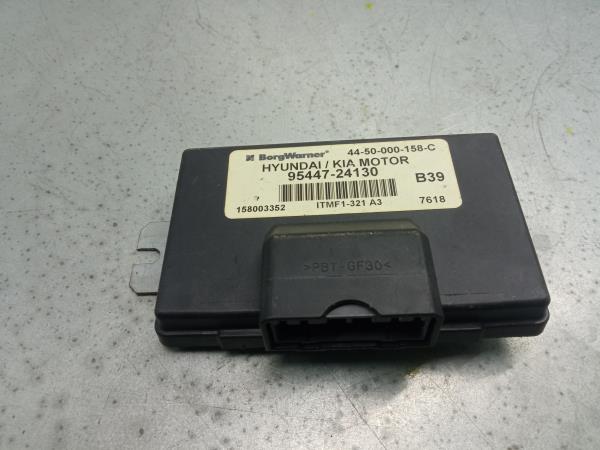 BorgWarner 44-50-000-158-C
HYUNDAI / KIA MOTOR
95447-24130 B39
158003352 ITMF1-321 A3 7618
>PBT-GF30<